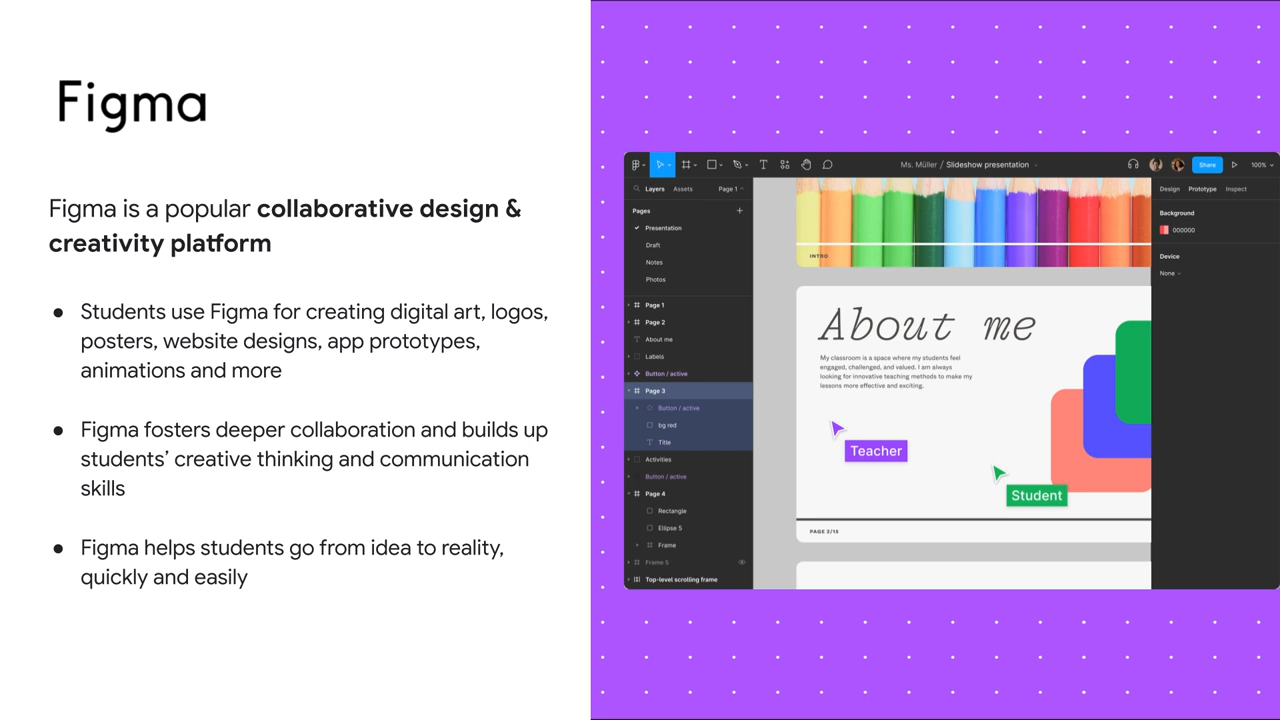 Figma
Figma is a popular collaborative design &
creativity platform
● Students use Figma for creating digital art, logos,
posters, website designs, app prototypes,
animations and more
● Figma fosters deeper collaboration and builds up
students’ creative thinking and communication
skills
● Figma helps students go from idea to reality,
quickly and easily
Ms. Müller / Slideshow presentation
Share
100%
Layers Assets Page 1
Pages
Presentation
Draft
Notes
Photos
Page 1
Page 2
About me
Labels
Button / active
Page 3
Button / active
bg red
Title
Activities
Button / active
Page 4
Rectangle
Ellipse 5
Frame
Frame 5
Top-level scrolling frame
INTRO
About me
My classroom is a space where my students feel
engaged, challenged, and valued. I am always
looking for innovative teaching methods to make my
lessons more effective and exciting.
Teacher
Student
PAGE 3/15
Design Prototype Inspect
Background
000000
Device
None